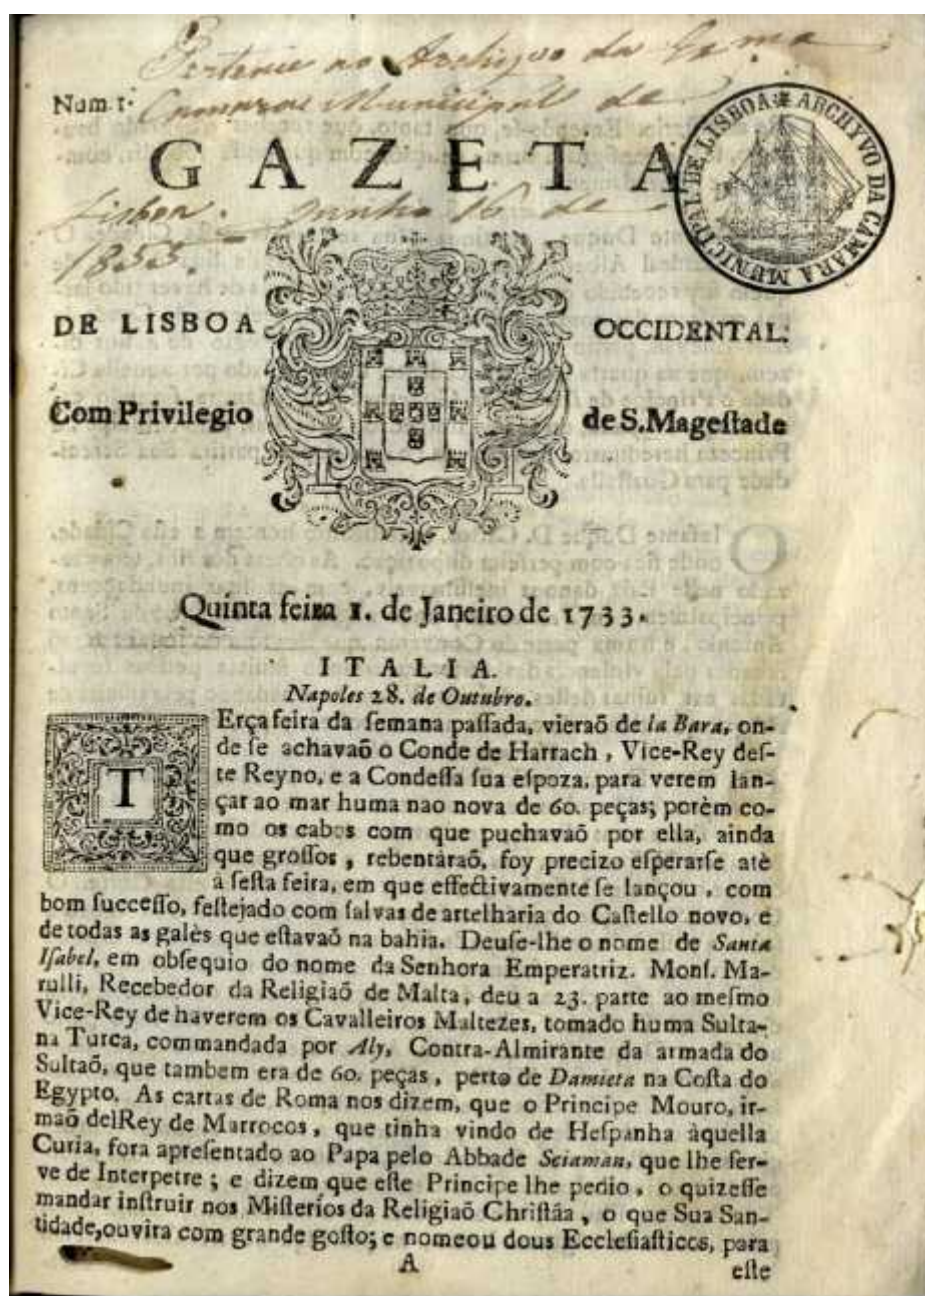 Pertence ao Archivo da Exma
Num 1.
Camara Municipal de
GAZETA
Lisboa. Junho 16 de
1855.
ARCHYVO DA CAMARA MUNICIPAL DE LISBOA
DE LISBOA OCCIDENTAL.
Com Privilegio de S. Mageſtade
Quinta feira 1. de Janeiro de 1733.
ITALIA.
Napoles 28. de Outubro.
TErça feira da ſemana paſſada, vieraõ de la Bara, on-
de ſe achavaõ o Conde de Harrach, Vice-Rey deſ-
te Reyno, e a Condeſſa ſua eſpoza, para verem lan-
çar ao mar huma nao nova de 60. peças; porèm co-
mo os cabos com que puchavaõ por ella, ainda
que groſſos, rebentáraõ, foy precizo eſperarſe atè
à ſeſta feira, em que effectivamente ſe lançou, com
bom ſucceſſo, feſtejado com ſalvas de artelharia do Caſtello novo, e
de todas as galès que eſtavaõ na bahia. Deuſe-lhe o nome de Santa
Iſabel, em obſequio do nome da Senhora Emperatriz. Monſ. Ma-
rulli, Recebedor da Religiaõ de Malta, deu a 23. parte ao meſmo
Vice-Rey de haverem os Cavalleiros Maltezes, tomado huma Sulta-
na Turca, commandada por Aly, Contra-Almirante da armada do
Sultaõ, que tambem era de 60. peças, perto de Damieta na Coſta do
Egypto. As cartas de Roma nos dizem, que o Principe Mouro, ir-
maõ delRey de Marrocos, que tinha vindo de Heſpanha àquella
Curia, fora apreſentado ao Papa pelo Abbade Sciaman, que lhe ſer-
ve de Interpetre; e dizem que eſte Principe lhe pedio, o quizeſſe
mandar inſtruir nos Miſterios da Religiaõ Chriſtãa, o que Sua San-
tidade, ouvira com grande goſto; e nomeou dous Eccleſiaſticos, para
A eſte